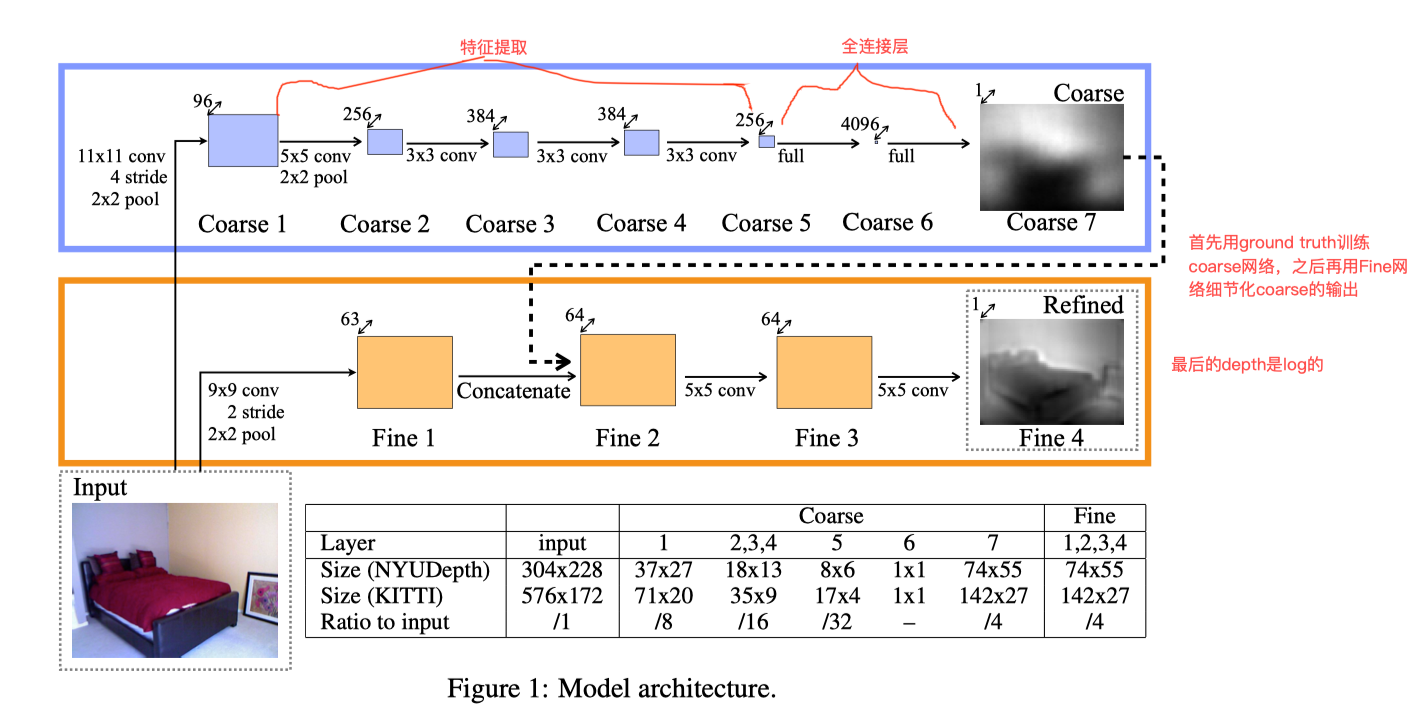 特征提取
全连接层
96
256
384
384
256
4096
1
Coarse
11x11 conv
4 stride
2x2 pool
5x5 conv
2x2 pool
3x3 conv
3x3 conv
3x3 conv
full
full
Coarse 1
Coarse 2
Coarse 3
Coarse 4
Coarse 5
Coarse 6
Coarse 7
首先用ground truth训练
coarse网络，之后再用Fine网
络细节化coarse的输出
63
64
64
1
Refined
9x9 conv
2 stride
2x2 pool
Concatenate
5x5 conv
5x5 conv
Fine 1
Fine 2
Fine 3
Fine 4
最后的depth是log的
Input
Coarse Fine
Layer input 1 2,3,4 5 6 7 1,2,3,4
Size (NYUDepth) 304x228 37x27 18x13 8x6 1x1 74x55 74x55
Size (KITTI) 576x172 71x20 35x9 17x4 1x1 142x27 142x27
Ratio to input /1 /8 /16 /32 – /4 /4
Figure 1: Model architecture.